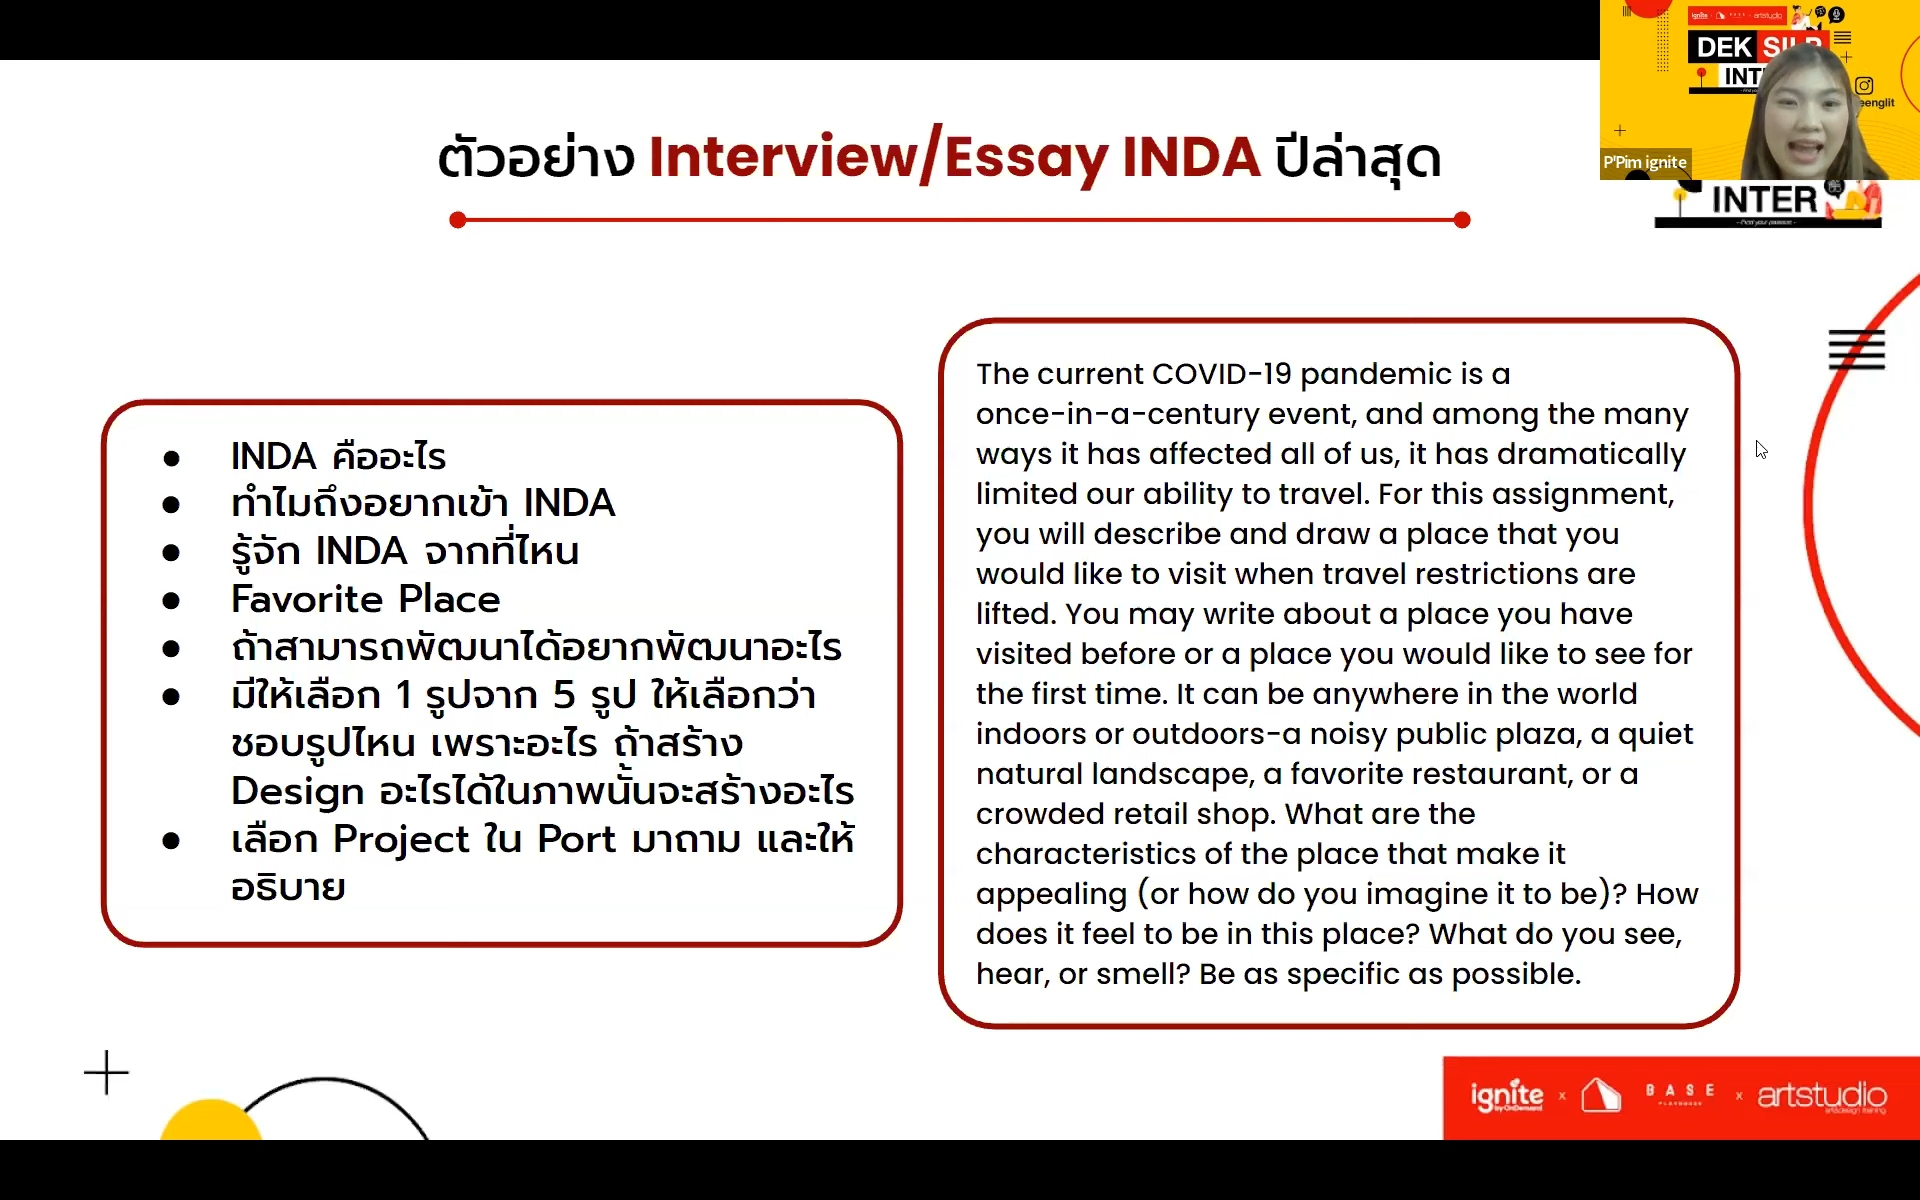 ignite
BASE
artstudio
DEK SILP
INT
eenglit
P'Pim ignite
INTER
ตัวอย่าง Interview/Essay INDA ปีล่าสุด
INDA คืออะไร
ทำไมถึงอยากเข้า INDA
รู้จัก INDA จากที่ไหน
Favorite Place
ถ้าสามารถพัฒนาได้อยากพัฒนาอะไร
มีให้เลือก 1 รูปจาก 5 รูป ให้เลือกว่า
ชอบรูปไหน เพราะอะไร ถ้าสร้าง
Design อะไรได้ในภาพนั้นจะสร้างอะไร
เลือก Project ใน Port มาถาม และให้
อธิบาย
The current COVID-19 pandemic is a
once-in-a-century event, and among the many
ways it has affected all of us, it has dramatically
limited our ability to travel. For this assignment,
you will describe and draw a place that you
would like to visit when travel restrictions are
lifted. You may write about a place you have
visited before or a place you would like to see for
the first time. It can be anywhere in the world
indoors or outdoors-a noisy public plaza, a quiet
natural landscape, a favorite restaurant, or a
crowded retail shop. What are the
characteristics of the place that make it
appealing (or how do you imagine it to be)? How
does it feel to be in this place? What do you see,
hear, or smell? Be as specific as possible.
ignite
by OnDemand
x
BASE
PLAYHOUSE
x
artstudio
art&design training